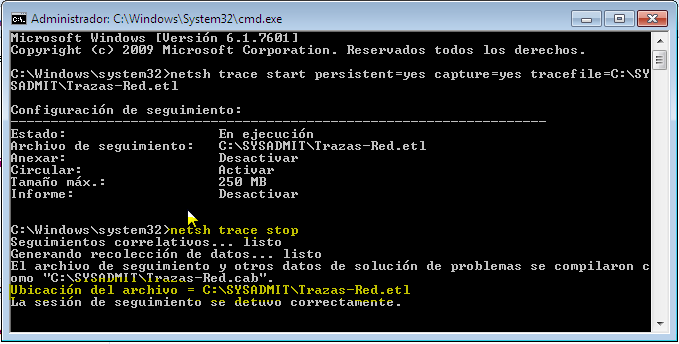 Administrador: C:\Windows\System32\cmd.exe
Microsoft Windows [Versión 6.1.7601]
Copyright (c) 2009 Microsoft Corporation. Reservados todos los derechos.
C:\Windows\system32>netsh trace start persistent=yes capture=yes tracefile=C:\SY
SADMIT\Trazas-Red.etl
Configuración de seguimiento:
-------------------------------------------------------------------
Estado: En ejecución
Archivo de seguimiento: C:\SYSADMIT\Trazas-Red.etl
Anexar: Desactivar
Circular: Activar
Tamaño máx.: 250 MB
Informe: Desactivar
C:\Windows\system32>netsh trace stop
Seguimientos correlativos... listo
Generando recolección de datos... listo
El archivo de seguimiento y otros datos de solución de problemas se compilaron c
omo "C:\SYSADMIT\Trazas-Red.cab".
Ubicación del archivo = C:\SYSADMIT\Trazas-Red.etl
La sesión de seguimiento se detuvo correctamente.